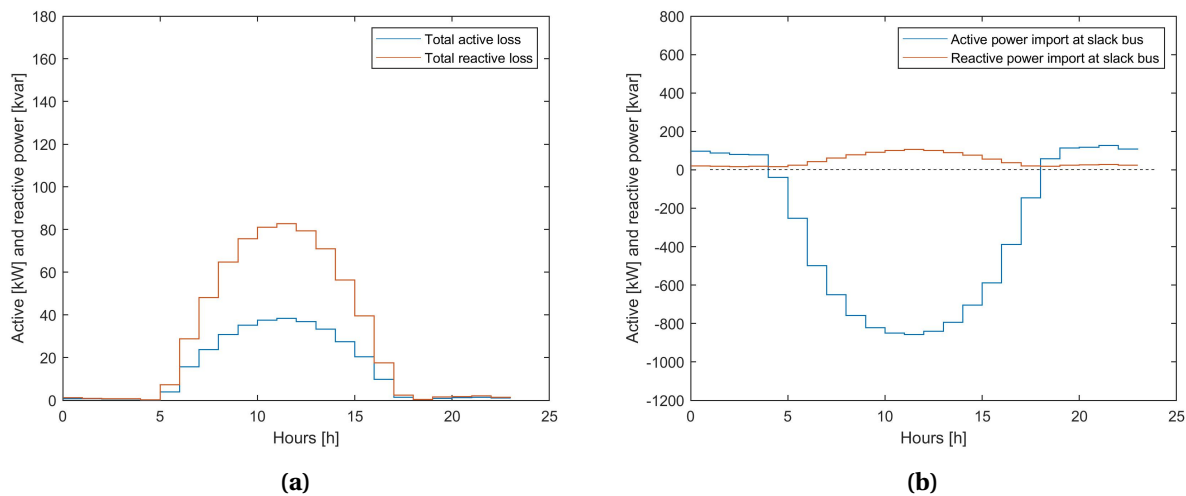 180
160
140
120
100
80
60
40
20
0
Active [kW] and reactive power [kvar]
Total active loss
Total reactive loss
0 5 10 15 20 25
Hours [h]
(a)
800
600
400
200
0
-200
-400
-600
-800
-1000
-1200
Active [kW] and reactive power [kvar]
Active power import at slack bus
Reactive power import at slack bus
0 5 10 15 20 25
Hours [h]
(b)